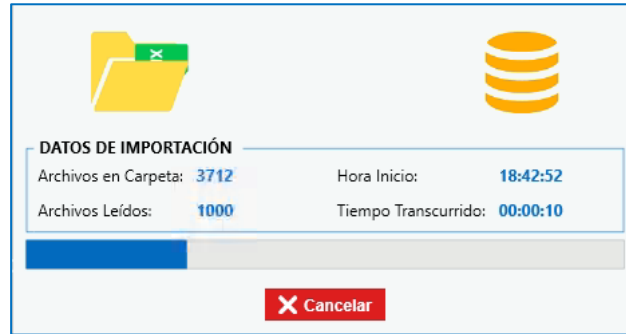 DATOS DE IMPORTACIÓN
Archivos en Carpeta: 3712 Hora Inicio: 18:42:52
Archivos Leídos: 1000 Tiempo Transcurrido: 00:00:10
Cancelar